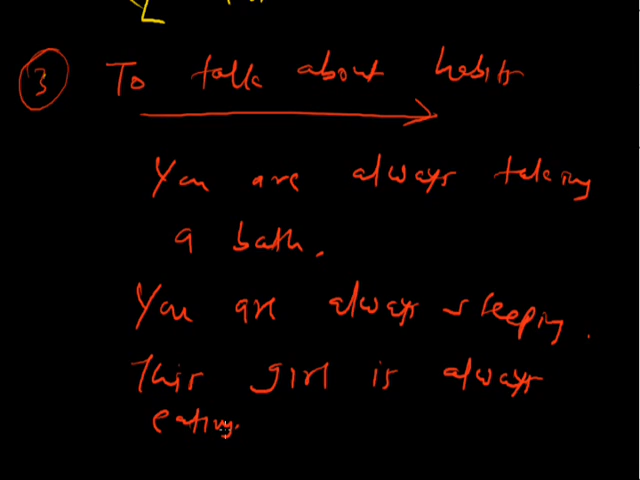 3 To talk about habits
You are always taking
a bath.
You are always sleeping.
This girl is always
eating.